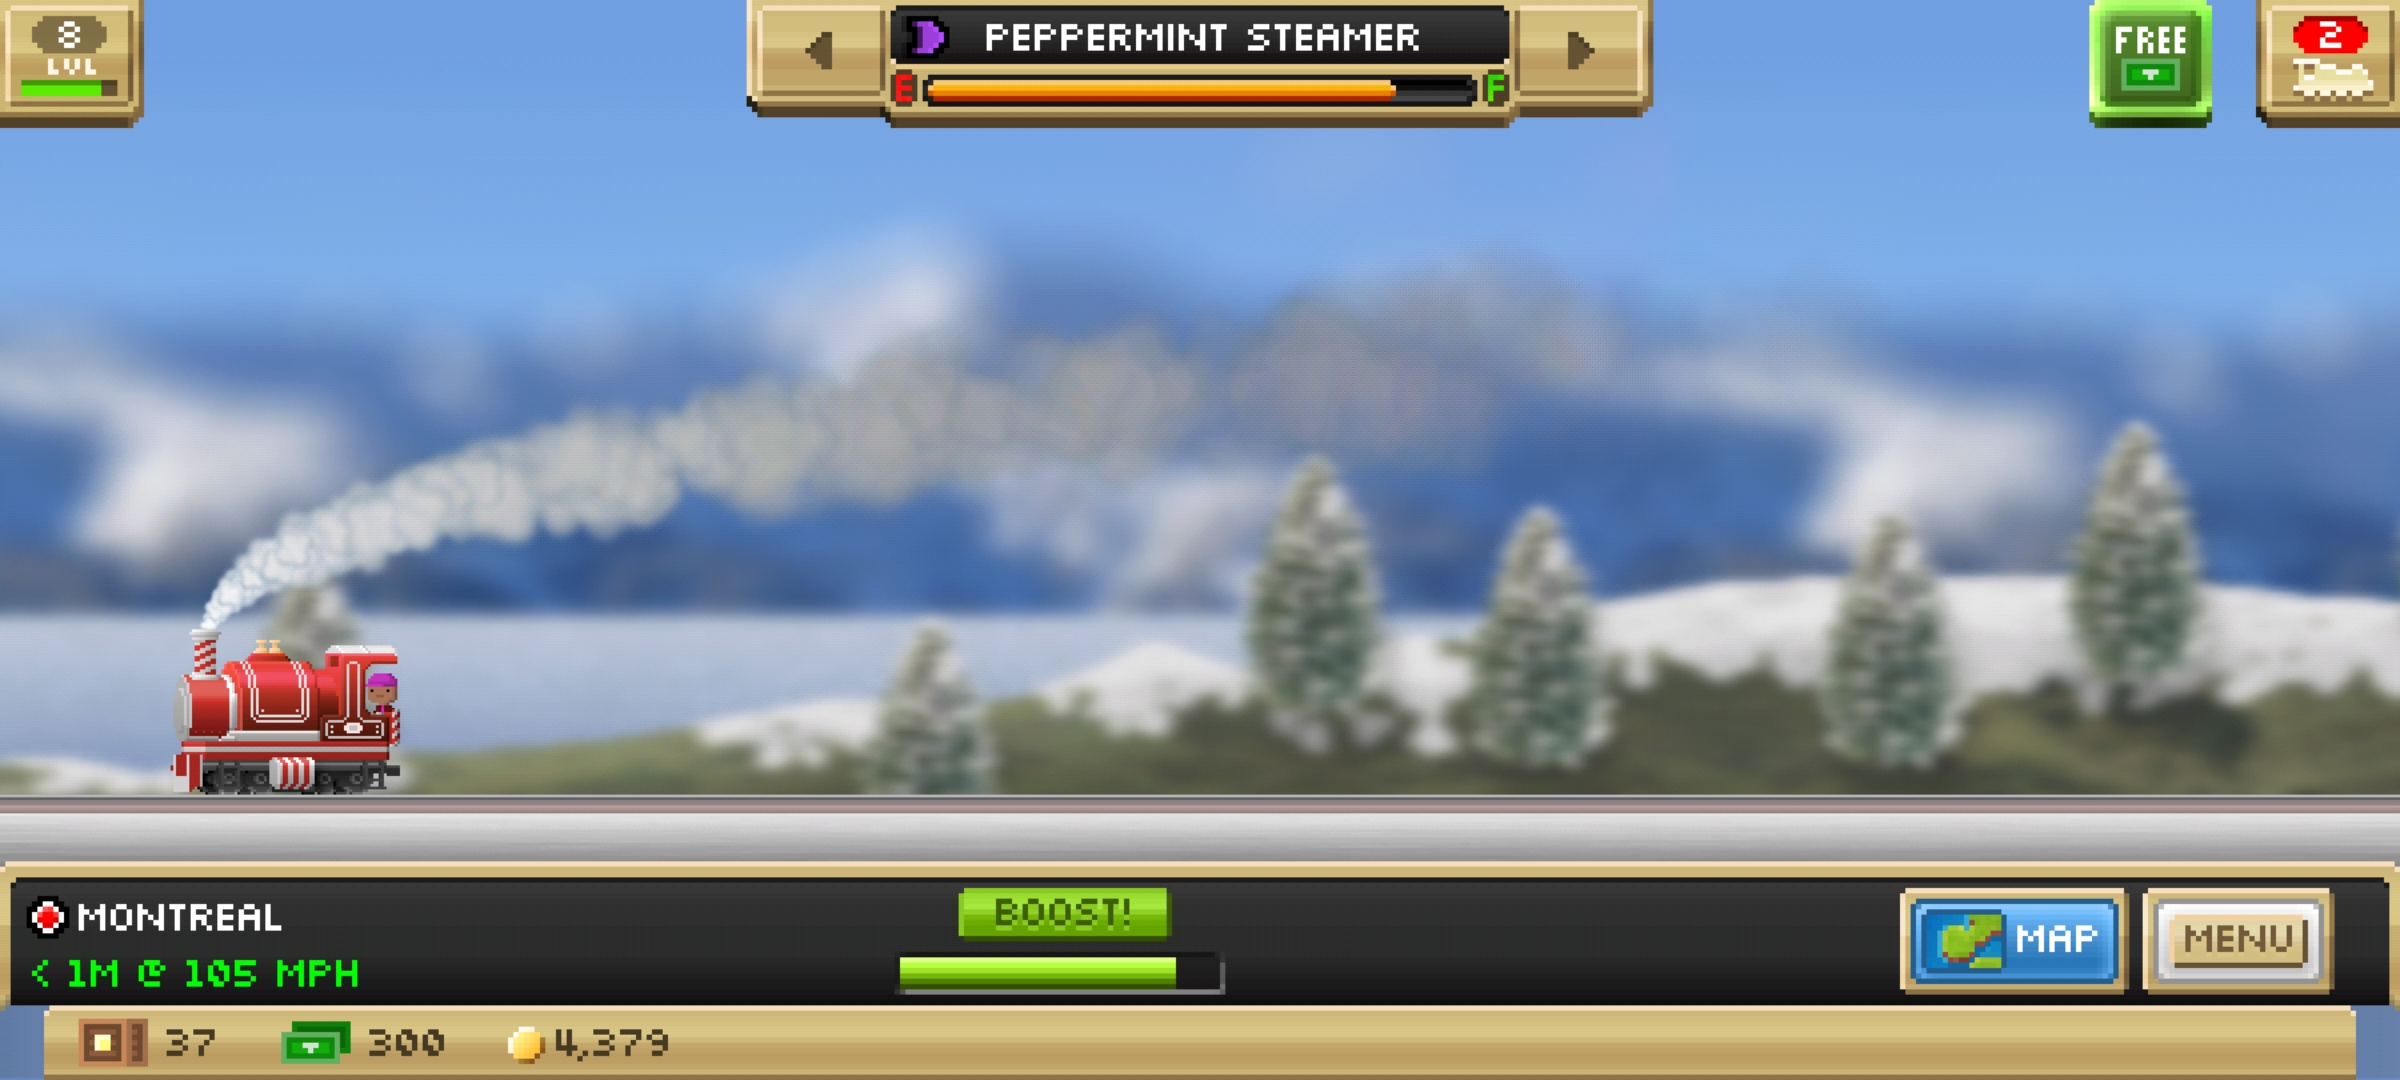 8
LVL
PEPPERMINT STEAMER
E F
FREE
2
MONTREAL
< 1M @ 105 MPH
BOOST!
MAP
MENU
37 300 4,379